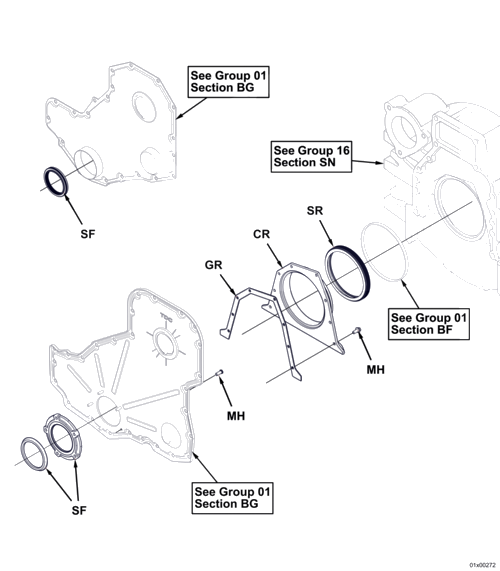 See Group 01
Section BG
See Group 16
Section SN
SF
SR
CR
GR
See Group 01
Section BF
TDC
MH
MH
See Group 01
Section BG
SF
01x00272